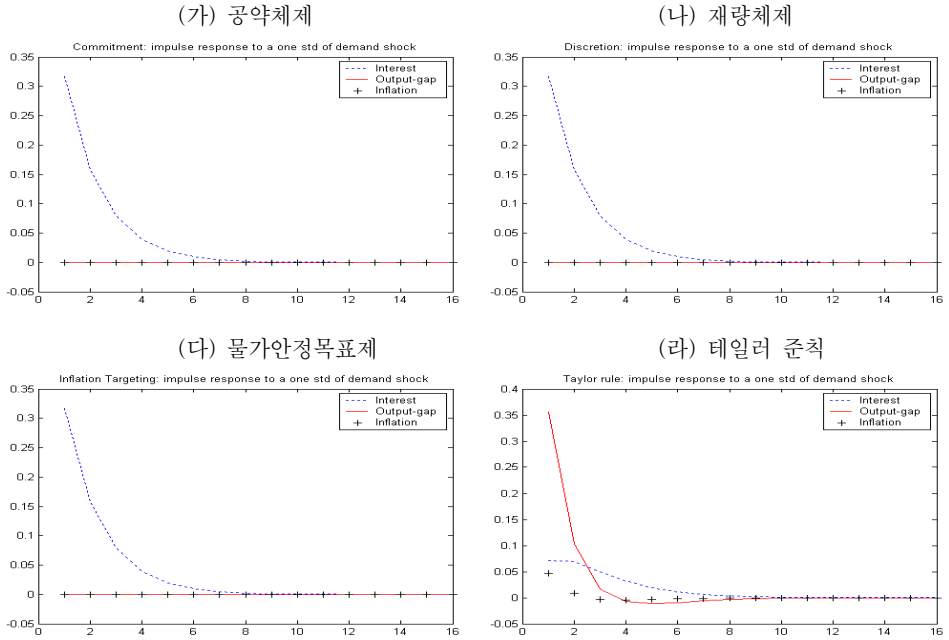 (가) 공약체제
Commitment: impulse response to a one std of demand shock
0.35
0.3
0.25
0.2
0.15
0.1
0.05
0
-0.05
0 2 4 6 8 10 12 14 16
Interest
Output-gap
Inflation
(나) 재량체제
Discretion: impulse response to a one std of demand shock
0.35
0.3
0.25
0.2
0.15
0.1
0.05
0
-0.05
0 2 4 6 8 10 12 14 16
Interest
Output-gap
Inflation
(다) 물가안정목표제
Inflation Targeting: impulse response to a one std of demand shock
0.35
0.3
0.25
0.2
0.15
0.1
0.05
0
-0.05
0 2 4 6 8 10 12 14 16
Interest
Output-gap
Inflation
(라) 테일러 준칙
Taylor rule: impulse response to a one std of demand shock
0.4
0.35
0.3
0.25
0.2
0.15
0.1
0.05
0
-0.05
0 2 4 6 8 10 12 14 16
Interest
Output-gap
Inflation